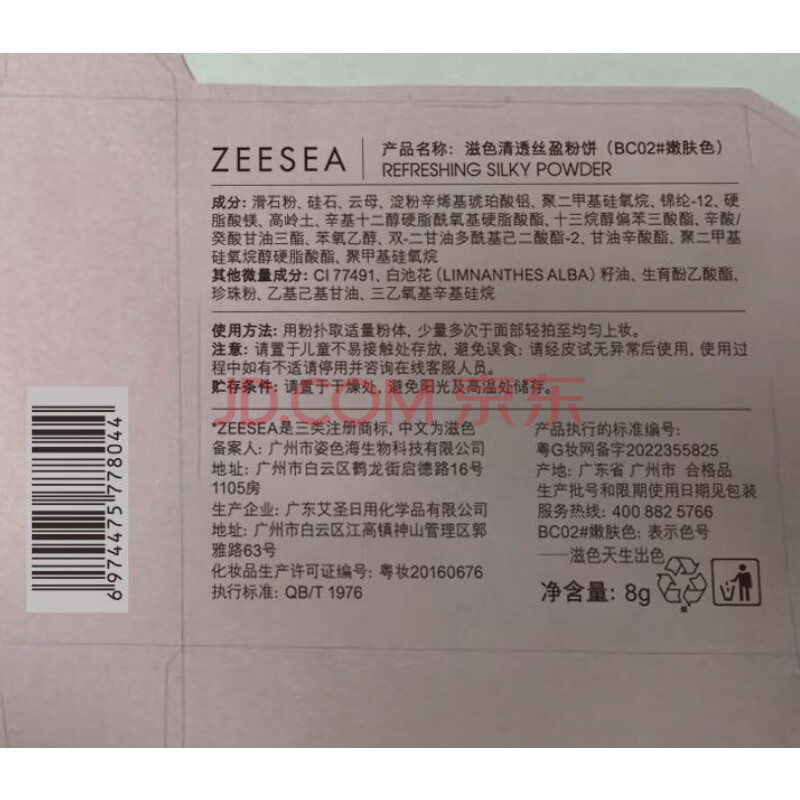 ZEESEA
产品名称：滋色清透丝盈粉饼（BC02#嫩肤色）
REFRESHING SILKY POWDER
成分：滑石粉、硅石、云母、淀粉辛烯基琥珀酸铝、聚二甲基硅氧烷、锦纶-12、硬
脂酸镁、高岭土、辛基十二醇硬脂酰氧基硬脂酸酯、十三烷醇偏苯三酸酯、辛酸/
癸酸甘油三酯、苯氧乙醇、双-二甘油多酰基己二酸酯-2、甘油辛酸酯、聚二甲基
硅氧烷醇硬脂酸酯、聚甲基硅氧烷
其他微量成分：CI 77491、白池花（LIMNANTHES ALBA）籽油、生育酚乙酸酯、
珍珠粉、乙基己基甘油、三乙氧基辛基硅烷
使用方法：用粉扑取适量粉体，少量多次于面部轻拍至均匀上妆。
注意：请置于儿童不易接触处存放，避免误食；请经皮试无异常后使用，使用过
程中如有不适请停用并咨询在线客服人员。
贮存条件：请置于干燥处，避免阳光及高温处储存。
JD.COM 京东
*ZEESEA是三类注册商标，中文为滋色
备案人：广州市姿色海生物科技有限公司
地址：广州市白云区鹤龙街启德路16号
1105房
生产企业：广东艾圣日用化学品有限公司
地址：广州市白云区江高镇神山管理区郭
雅路63号
化妆品生产许可证编号：粤妆20160676
执行标准：QB/T 1976
产品执行的标准编号：
粤G妆网备字2022355825
产地：广东省 广州市 合格品
生产批号和限期使用日期见包装
服务热线：400 882 5766
BC02#嫩肤色：表示色号
——滋色天生出色
净含量：8g
6974475778044